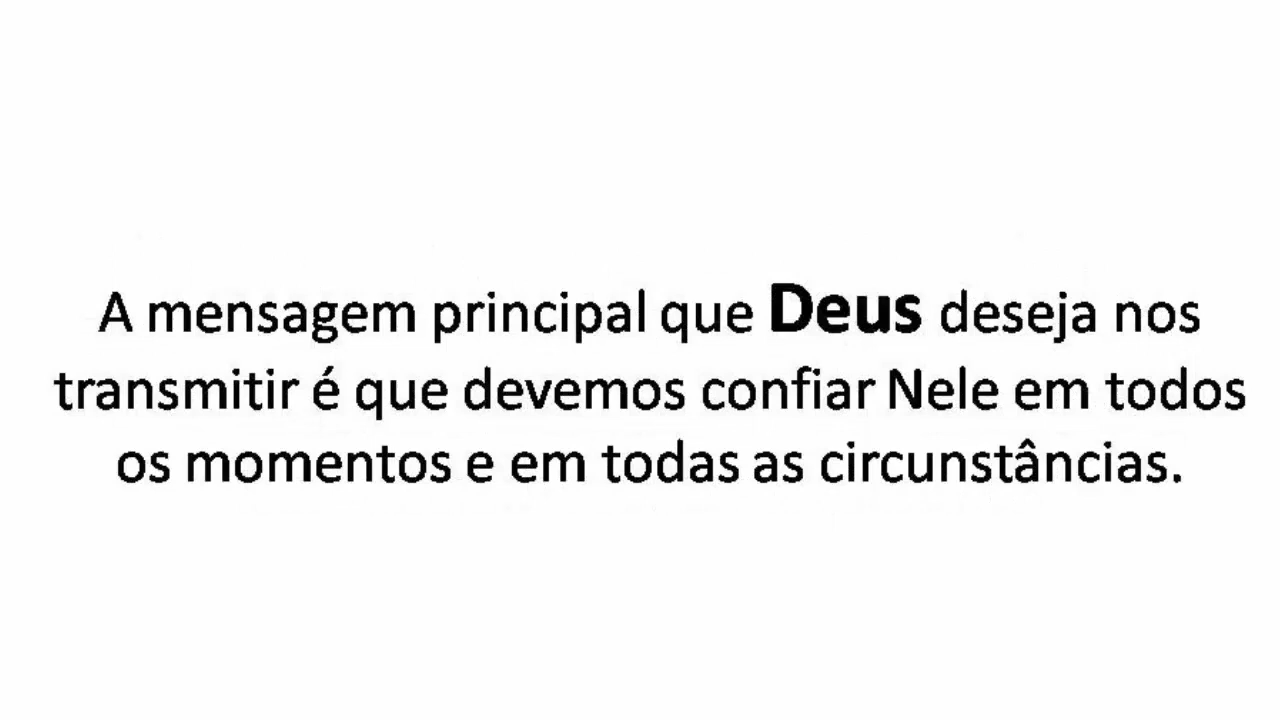 A mensagem principal que Deus deseja nos
transmitir é que devemos confiar Nele em todos
os momentos e em todas as circunstâncias.